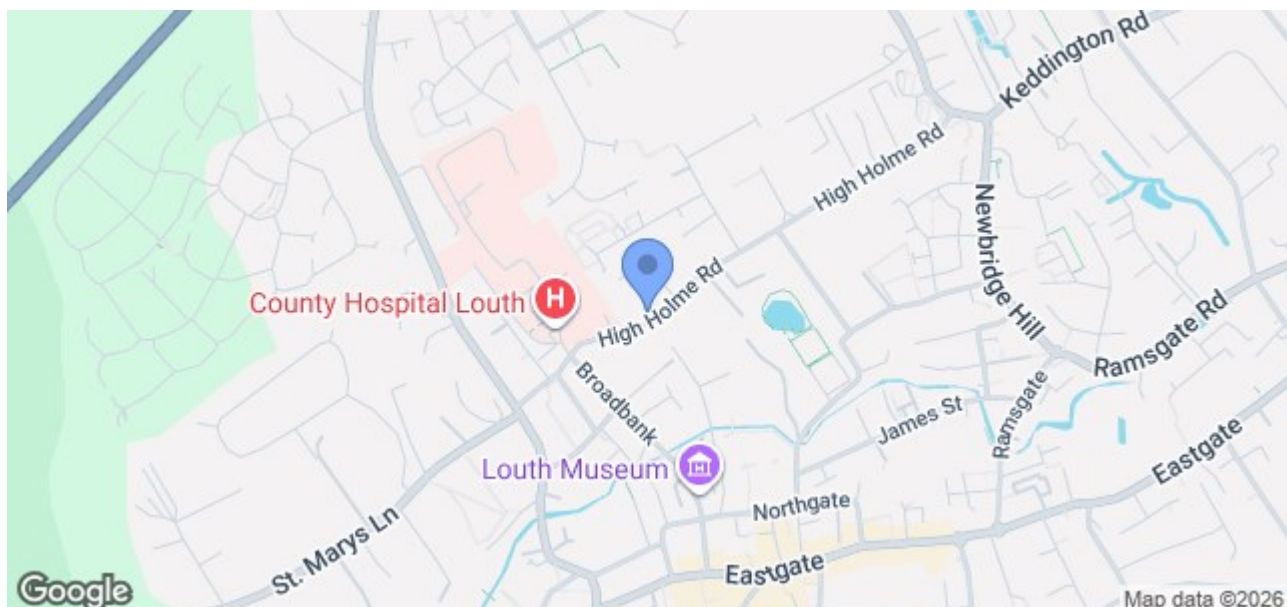 Keddington Rd
High Holme Rd
Newbridge Hill
County Hospital Louth
H
High Holme Rd
Ramsgate Rd
Broadbank
Ramsgate
James St
Eastgate
Louth Museum
St. Marys Ln
Northgate
Eastgate
Google
Map data ©2026